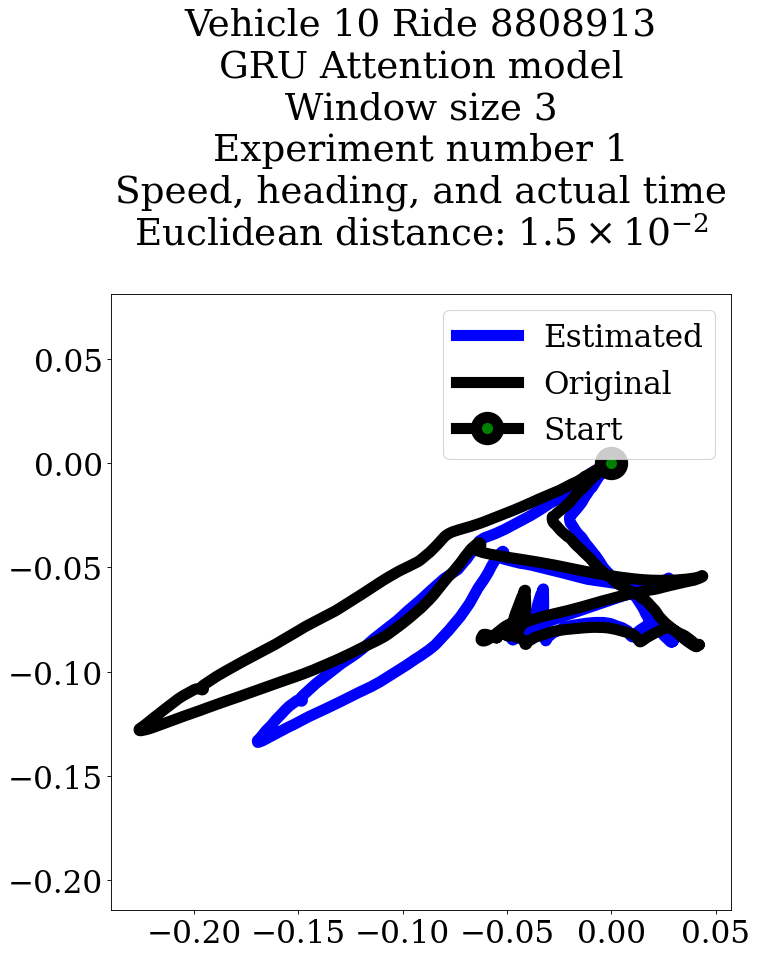 Vehicle 10 Ride 8808913
GRU Attention model
Window size 3
Experiment number 1
Speed, heading, and actual time
Euclidean distance: 1.5 × 10⁻²
Estimated
Original
Start
0.05
0.00
−0.05
−0.10
−0.15
−0.20
−0.20 −0.15 −0.10 −0.05 0.00 0.05